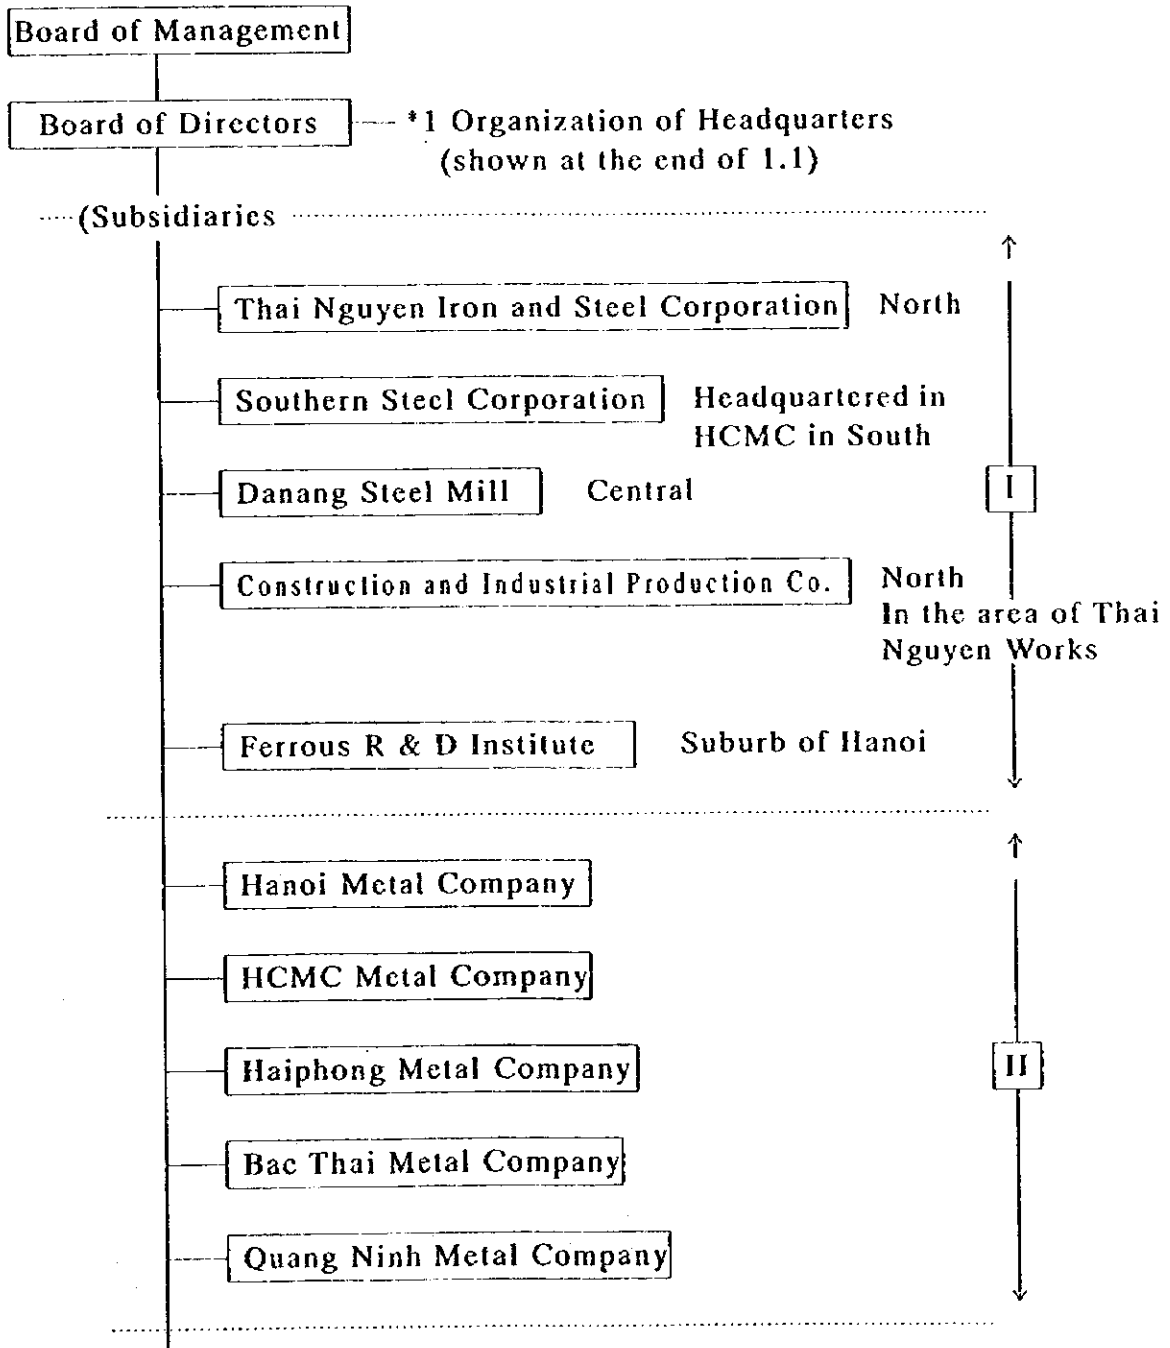 Board of Management
Board of Directors
*1 Organization of Headquarters
(shown at the end of 1.1)
(Subsidiaries
Thai Nguyen Iron and Steel Corporation
North
Southern Steel Corporation
Headquartered in
HCMC in South
Danang Steel Mill
Central
I
Construction and Industrial Production Co.
North
In the area of Thai
Nguyen Works
Ferrous R & D Institute
Suburb of Hanoi
Hanoi Metal Company
HCMC Metal Company
Haiphong Metal Company
II
Bac Thai Metal Company
Quang Ninh Metal Company